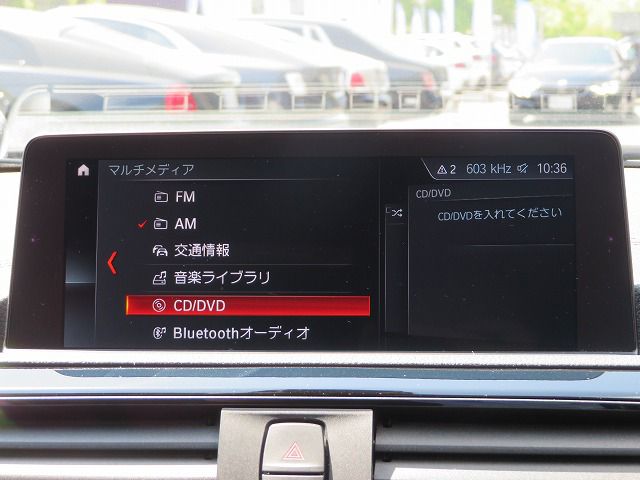 マルチメディア
2 603 kHz 10:36
FM
AM
交通情報
音楽ライブラリ
CD/DVD
Bluetoothオーディオ
CD/DVD
CD/DVDを入れてください